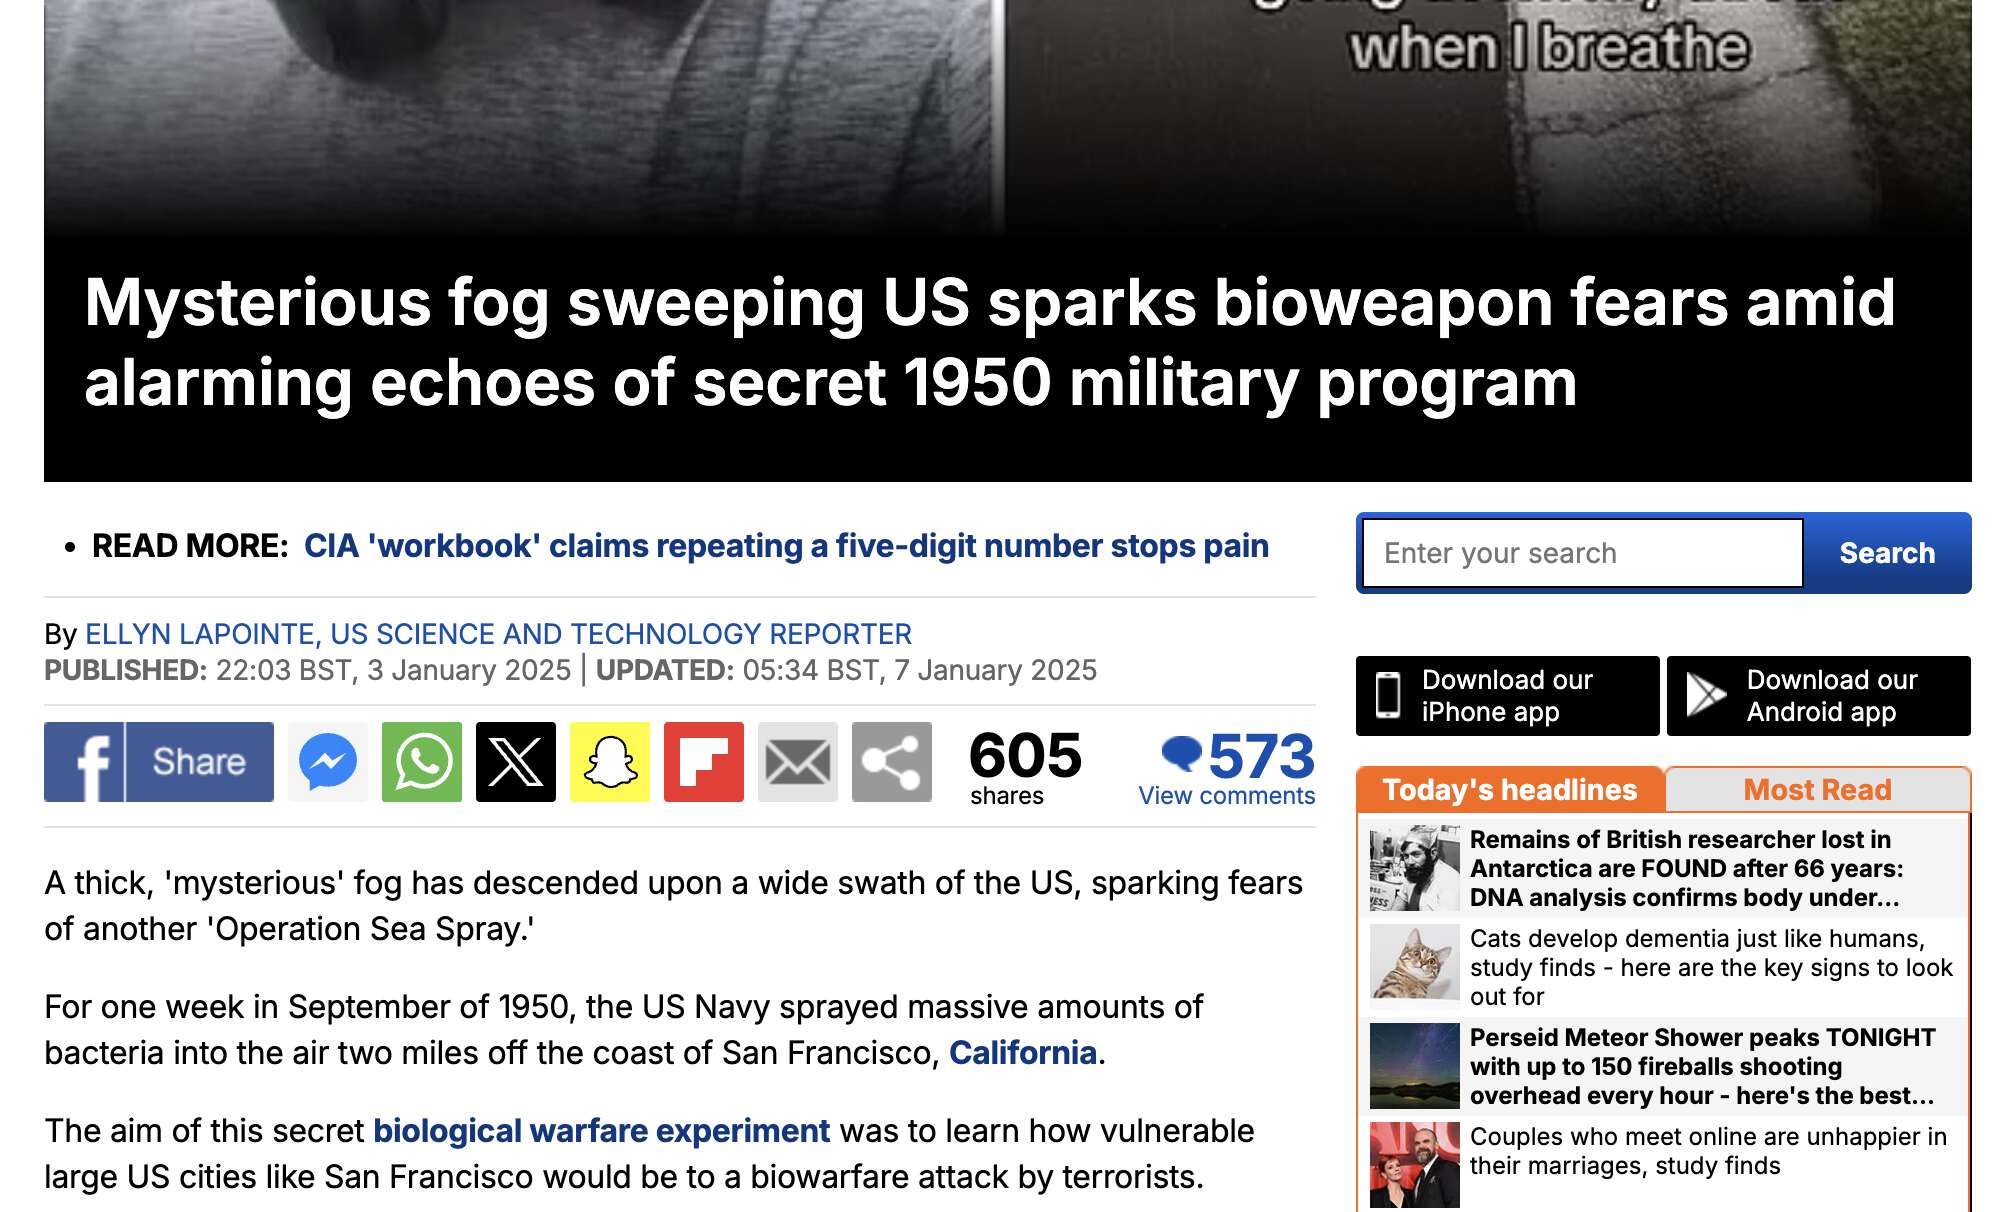 when I breathe
Mysterious fog sweeping US sparks bioweapon fears amid
alarming echoes of secret 1950 military program
• READ MORE: CIA 'workbook' claims repeating a five-digit number stops pain
By ELLYN LAPOINTE, US SCIENCE AND TECHNOLOGY REPORTER
PUBLISHED: 22:03 BST, 3 January 2025 | UPDATED: 05:34 BST, 7 January 2025
Share
605
shares
573
View comments
A thick, 'mysterious' fog has descended upon a wide swath of the US, sparking fears
of another 'Operation Sea Spray.'
For one week in September of 1950, the US Navy sprayed massive amounts of
bacteria into the air two miles off the coast of San Francisco, California.
The aim of this secret biological warfare experiment was to learn how vulnerable
large US cities like San Francisco would be to a biowarfare attack by terrorists.
Enter your search
Search
Download our
iPhone app
Download our
Android app
Today's headlines
Most Read
Remains of British researcher lost in
Antarctica are FOUND after 66 years:
DNA analysis confirms body under...
Cats develop dementia just like humans,
study finds - here are the key signs to look
out for
Perseid Meteor Shower peaks TONIGHT
with up to 150 fireballs shooting
overhead every hour - here's the best...
Couples who meet online are unhappier in
their marriages, study finds